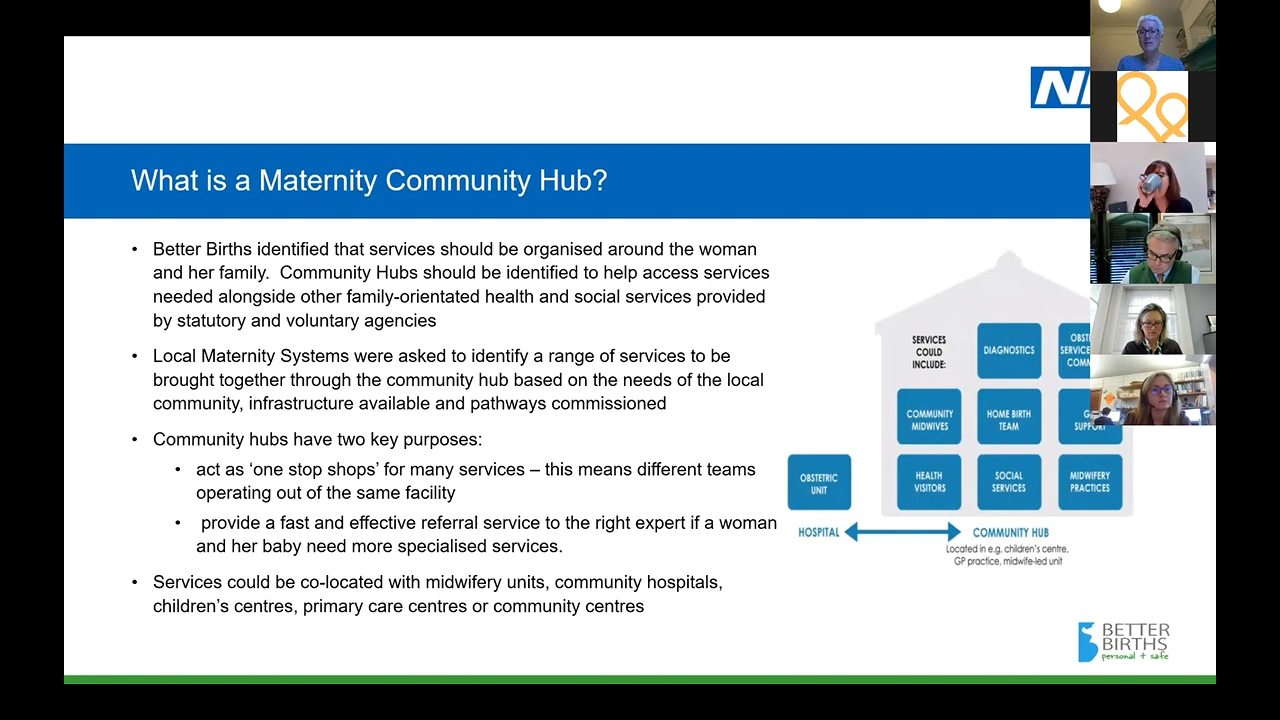 What is a Maternity Community Hub?
• Better Births identified that services should be organised around the woman
and her family.  Community Hubs should be identified to help access services
needed alongside other family-orientated health and social services provided
by statutory and voluntary agencies
• Local Maternity Systems were asked to identify a range of services to be
brought together through the community hub based on the needs of the local
community, infrastructure available and pathways commissioned
• Community hubs have two key purposes:
• act as ‘one stop shops’ for many services – this means different teams
operating out of the same facility
• provide a fast and effective referral service to the right expert if a woman
and her baby need more specialised services.
• Services could be co-located with midwifery units, community hospitals,
children’s centres, primary care centres or community centres
SERVICES
COULD
INCLUDE:
DIAGNOSTICS
COMMUNITY
MIDWIVES
HOME BIRTH
TEAM
SUPPORT
OBSTETRIC
UNIT
HEALTH
VISITORS
SOCIAL
SERVICES
MIDWIFERY
PRACTICES
HOSPITAL
COMMUNITY HUB
Located in e.g. children's centre,
GP practice, midwife-led unit
BETTER
BIRTHS
personal + safe